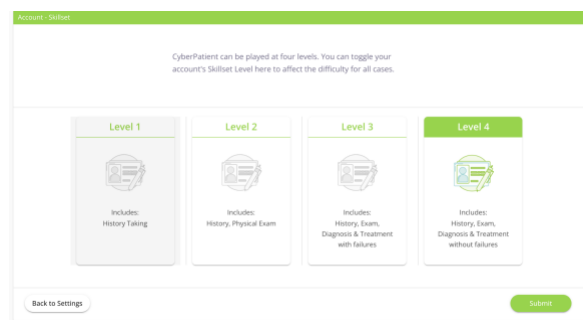 Account - Skillset
CyberPatient can be played at four levels. You can toggle your
account's Skillset Level here to affect the difficulty for all cases.
Level 1
Includes:
History Taking
Level 2
Includes:
History, Physical Exam
Level 3
Includes:
History, Exam,
Diagnosis & Treatment
with failures
Level 4
Includes:
History, Exam,
Diagnosis & Treatment
without failures
Back to Settings
Submit